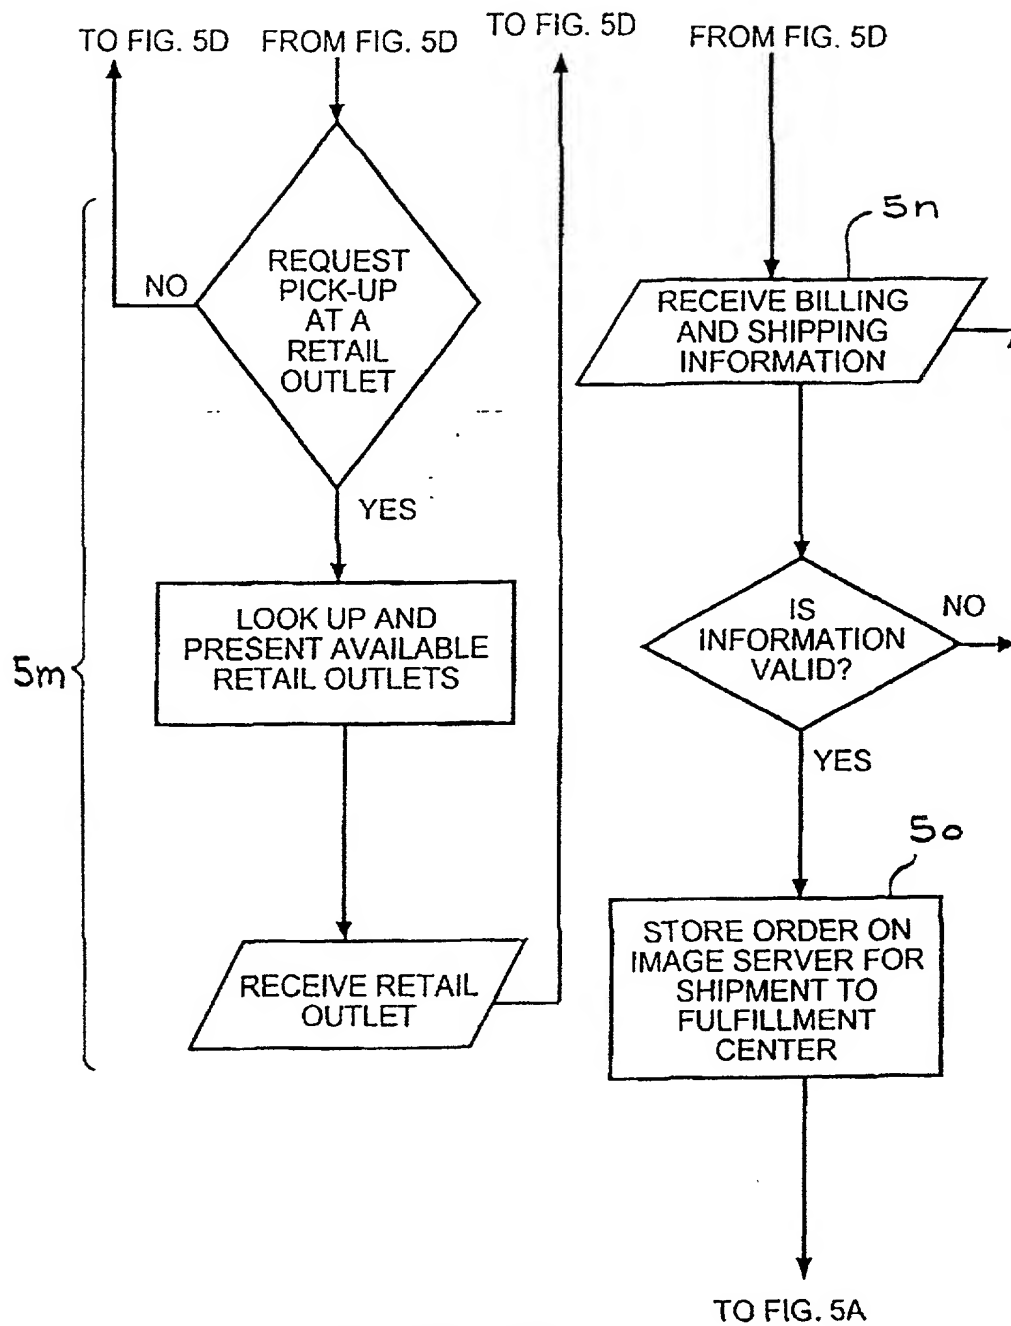 TO FIG. 5D
FROM FIG. 5D
TO FIG. 5D
FROM FIG. 5D
REQUEST
PICK-UP
AT A
RETAIL
OUTLET
NO
YES
LOOK UP AND
PRESENT AVAILABLE
RETAIL OUTLETS
5m
RECEIVE RETAIL
OUTLET
5n
RECEIVE BILLING
AND SHIPPING
INFORMATION
IS
INFORMATION
VALID?
NO
YES
5o
STORE ORDER ON
IMAGE SERVER FOR
SHIPMENT TO
FULFILLMENT
CENTER
TO FIG. 5A